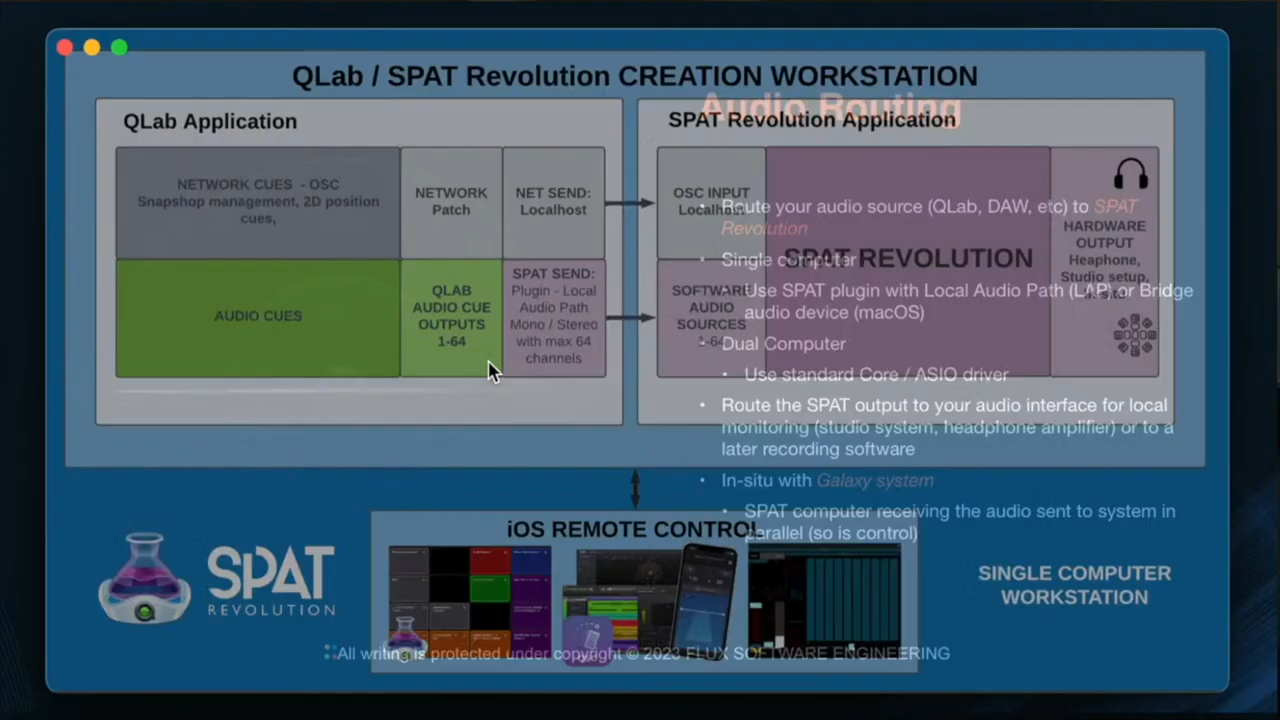 QLab / SPAT Revolution CREATION WORKSTATION
Audio Routing
QLab Application
SPAT Revolution Application
NETWORK CUES - OSC
Snapshop management, 2D position
cues,
NETWORK
Patch
NET SEND:
Localhost
OSC INPUT
Localhost
AUDIO CUES
QLAB
AUDIO CUE
OUTPUTS
1-64
SPAT SEND:
Plugin - Local
Audio Path
Mono / Stereo
with max 64
channels
SOFTWARE
AUDIO
SOURCES
1-64
SPAT REVOLUTION
HARDWARE
OUTPUT
Heaphone,
Studio setup,
in situ
• Route your audio source (QLab, DAW, etc) to SPAT
Revolution
• Single computer
• Use SPAT plugin with Local Audio Path (LAP) or Bridge
audio device (macOS)
• Dual Computer
• Use standard Core / ASIO driver
• Route the SPAT output to your audio interface for local
monitoring (studio system, headphone amplifier) or to a
later recording software
• In-situ with Galaxy system
• SPAT computer receiving the audio sent to system in
parallel (so is control)
iOS REMOTE CONTROL
SPAT
REVOLUTION
SINGLE COMPUTER
WORKSTATION
All writing is protected under copyright © 2023 FLUX SOFTWARE ENGINEERING